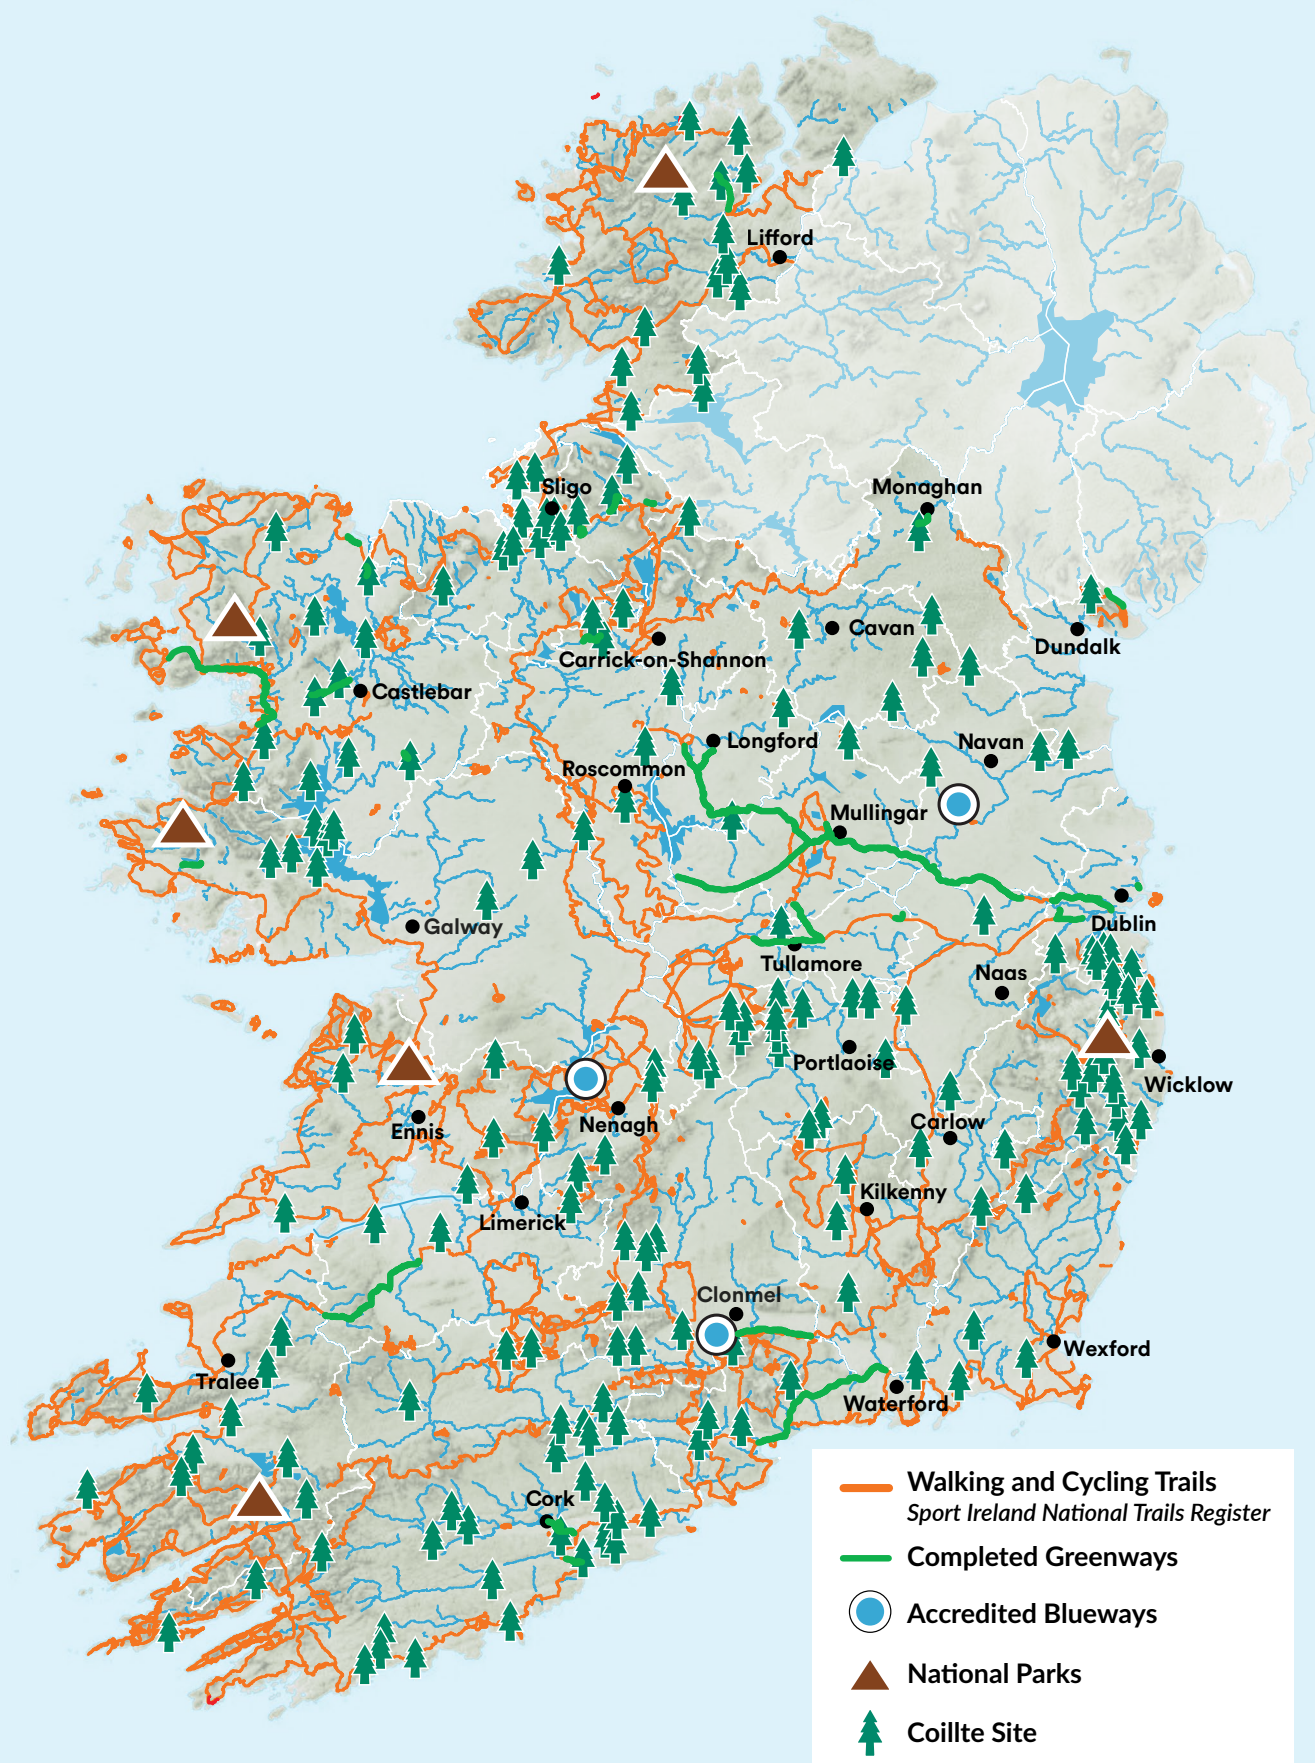 Lifford
Sligo
Monaghan
Cavan
Dundalk
Carrick-on-Shannon
Castlebar
Longford
Navan
Roscommon
Mullingar
Dublin
Galway
Tullamore
Naas
Portlaoise
Wicklow
Ennis
Nenagh
Carlow
Kilkenny
Limerick
Clonmel
Wexford
Tralee
Waterford
Cork
Walking and Cycling Trails
Sport Ireland National Trails Register
Completed Greenways
Accredited Blueways
National Parks
Coillte Site